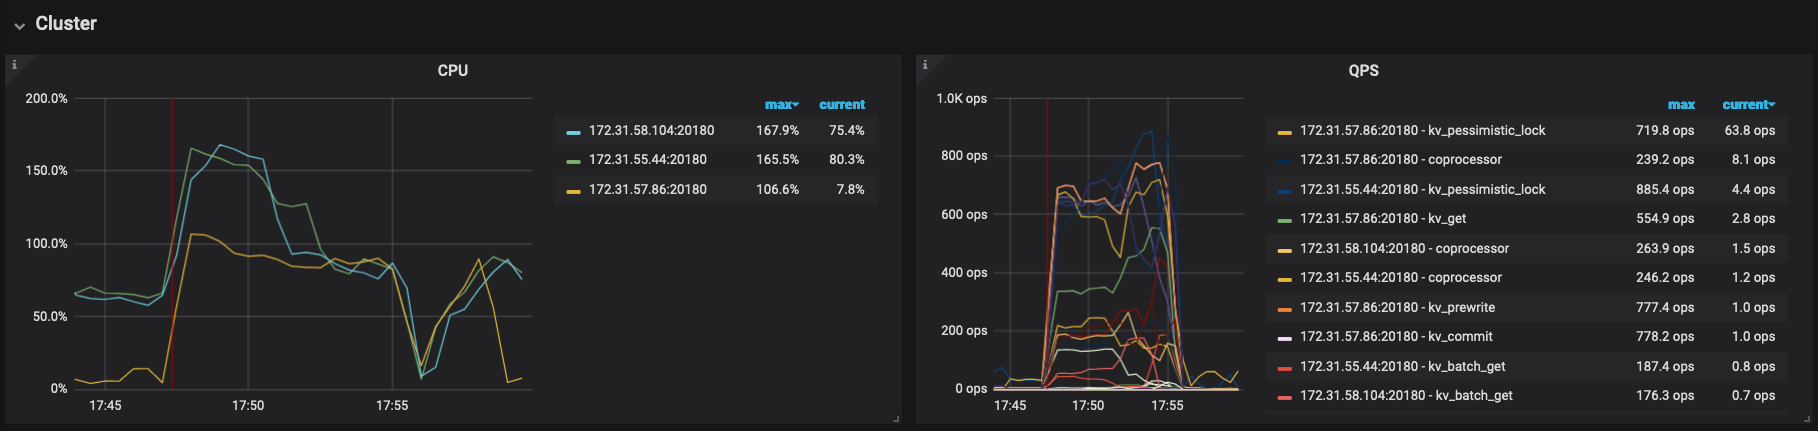 Cluster
CPU
200.0%
150.0%
100.0%
50.0%
0%
17:45 17:50 17:55
max current
172.31.58.104:20180 167.9% 75.4%
172.31.55.44:20180 165.5% 80.3%
172.31.57.86:20180 106.6% 7.8%
QPS
1.0K ops
800 ops
600 ops
400 ops
200 ops
0 ops
17:45 17:50 17:55
max current
172.31.57.86:20180 - kv_pessimistic_lock 719.8 ops 63.8 ops
172.31.57.86:20180 - coprocessor 239.2 ops 8.1 ops
172.31.55.44:20180 - kv_pessimistic_lock 885.4 ops 4.4 ops
172.31.57.86:20180 - kv_get 554.9 ops 2.8 ops
172.31.58.104:20180 - coprocessor 263.9 ops 1.5 ops
172.31.55.44:20180 - coprocessor 246.2 ops 1.2 ops
172.31.57.86:20180 - kv_prewrite 777.4 ops 1.0 ops
172.31.57.86:20180 - kv_commit 778.2 ops 1.0 ops
172.31.55.44:20180 - kv_batch_get 187.4 ops 0.8 ops
172.31.58.104:20180 - kv_batch_get 176.3 ops 0.7 ops